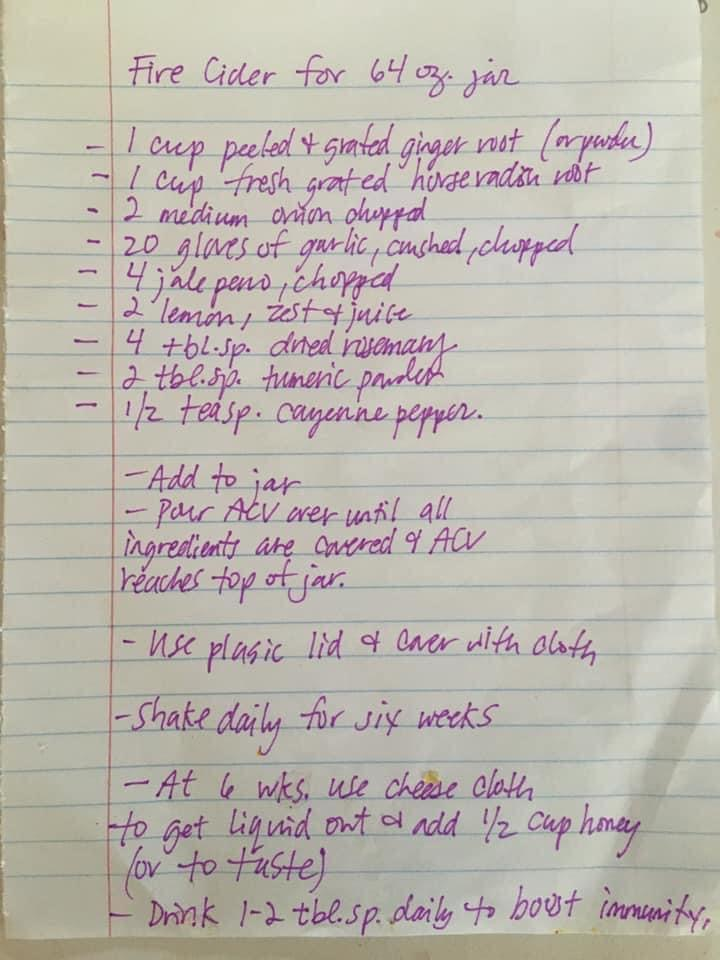 Fire Cider for 64 oz. jar
- 1 cup peeled & grated ginger root (or powder)
- 1 cup fresh grated horseradish root
- 2 medium onion chopped
- 20 gloves of garlic, crushed, chopped
- 4 jalepeno, chopped
- 2 lemon, zest & juice
- 4 tbl.sp. dried rosemary
- 2 tbl.sp. tumeric powder
- 1/2 teasp. cayenne pepper.
- Add to jar
- Pour ACV over until all
ingredients are covered & ACV
reaches top of jar.
- Use plasic lid & cover with cloth
- Shake daily for six weeks
- At 6 wks. use cheese cloth
to get liquid out & add 1/2 cup honey
(or to taste)
- Drink 1-2 tbl.sp. daily to boost immunity.